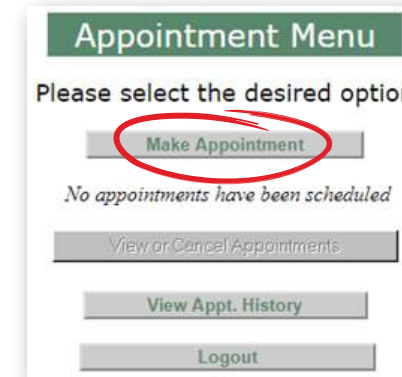 Appointment Menu
Please select the desired optio
Make Appointment
No appointments have been scheduled
View or Cancel Appointments
View Appt. History
Logout